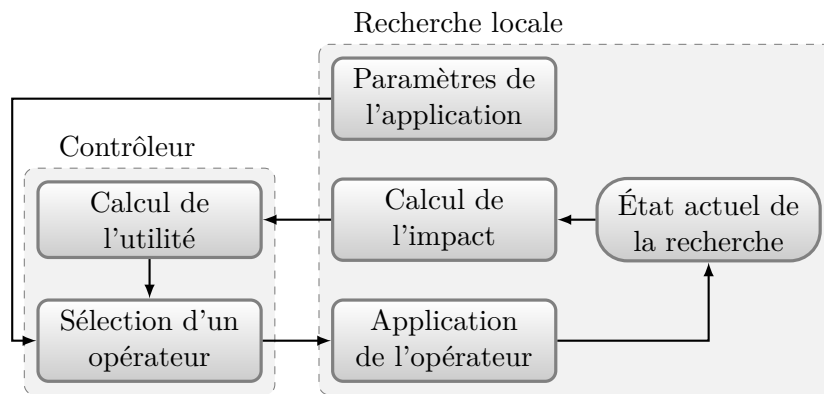 Recherche locale
Paramètres de
l'application
Contrôleur
Calcul de
l'utilité
Calcul de
l'impact
État actuel de
la recherche
Sélection d'un
opérateur
Application
de l'opérateur